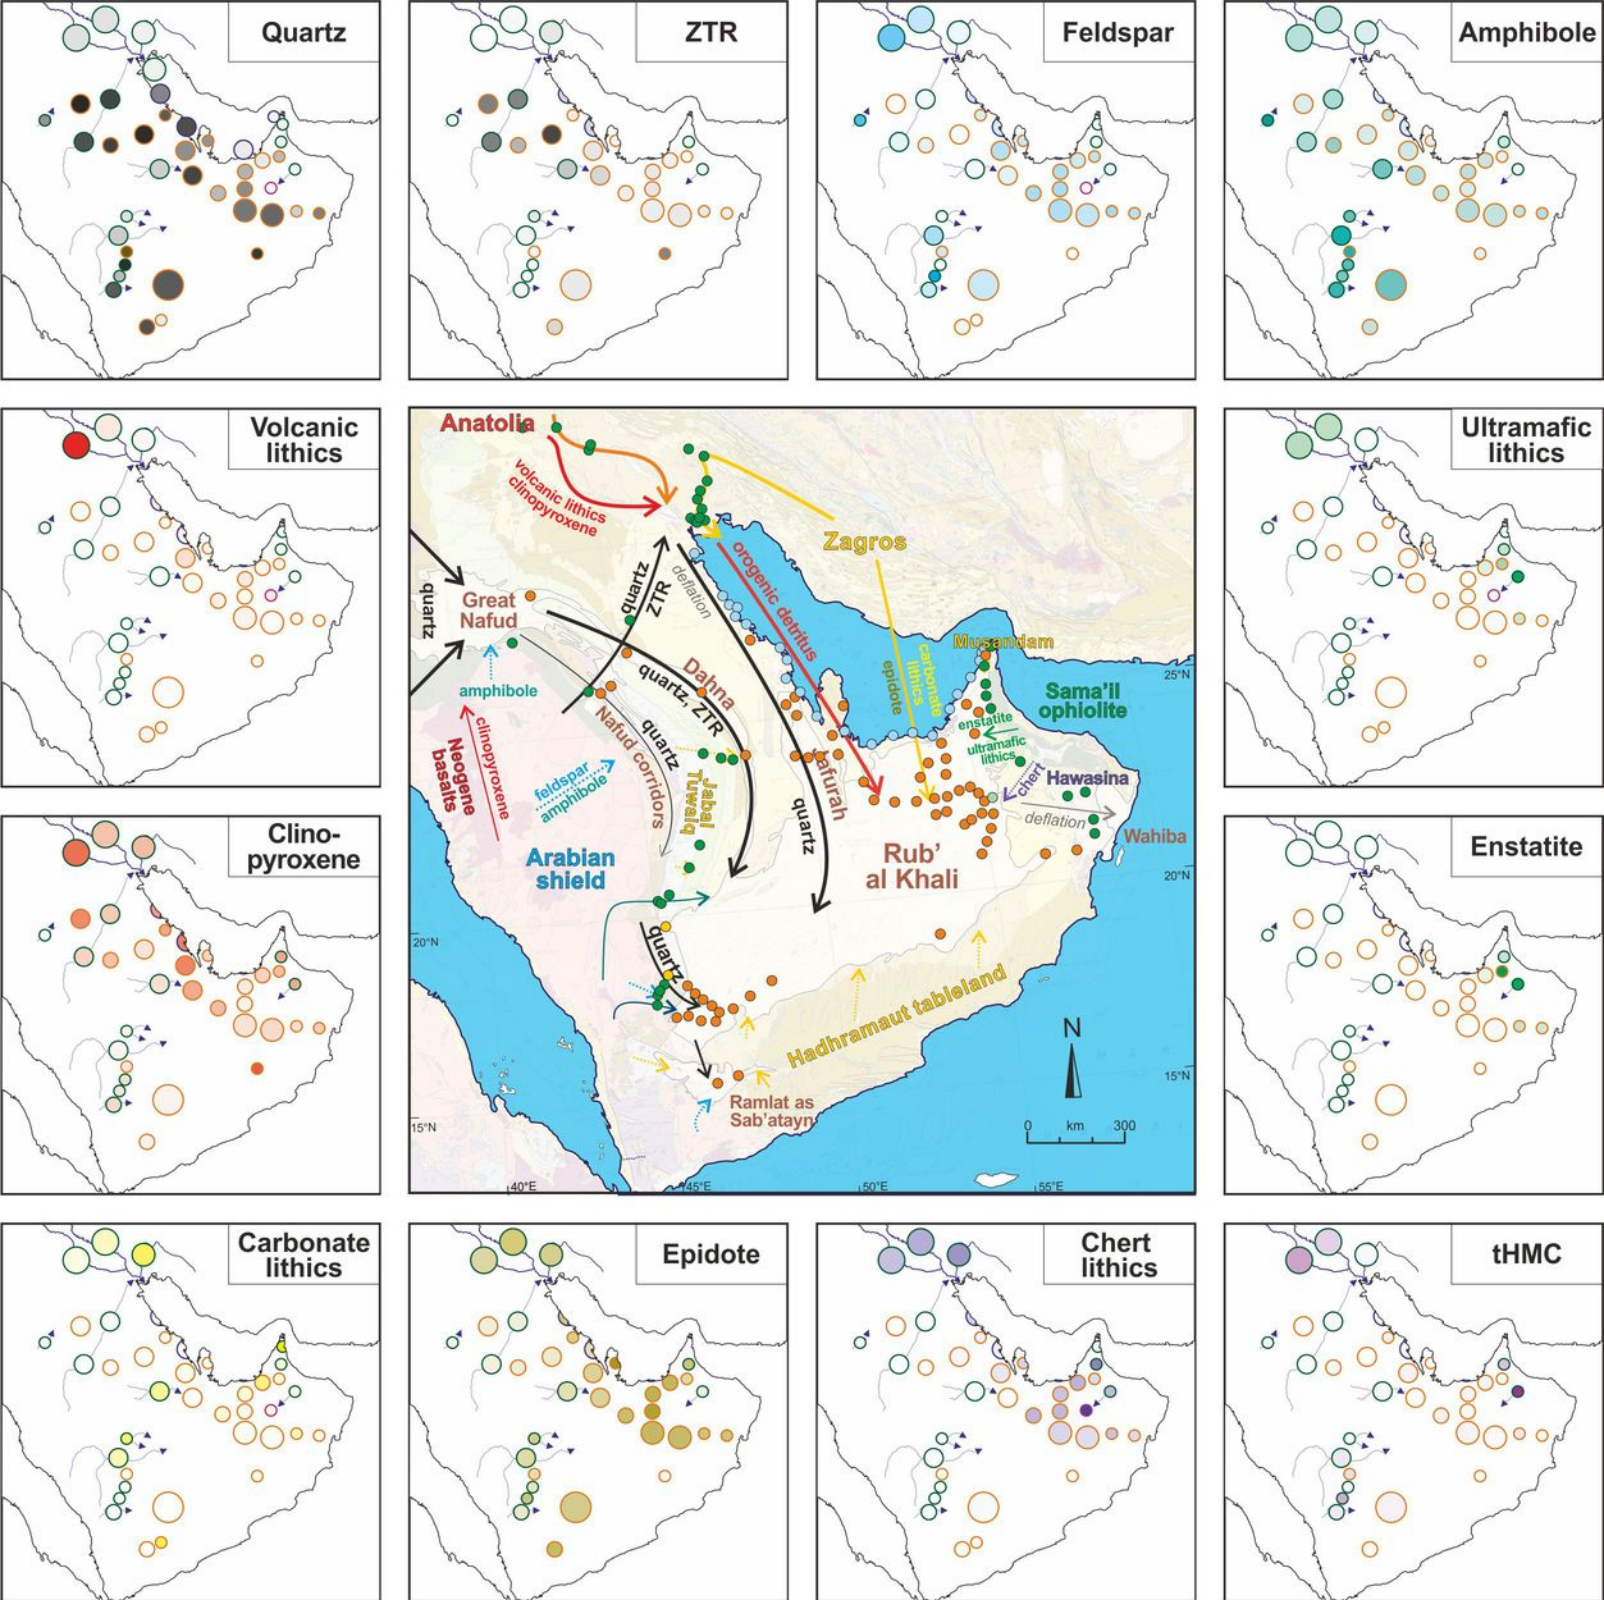 Quartz
ZTR
Feldspar
Amphibole
Volcanic
lithics
Anatolia
volcanic lithics
clinopyroxene
Zagros
orogenic detritus
quartz
ZTR
deflation
quartz
Great
Nafud
amphibole
Dahna
quartz, ZTR
carbonate
lithics
epidote
Musandam
25°N
Sama'il
ophiolite
enstatite
ultramafic
lithics
chert
Hawasina
deflation
Wahiba
Neogene
basalts
clinopyroxene
Nafud corridors
quartz
feldspar
amphibole
Jabal
Tuwaiq
Jafurah
quartz
Arabian
shield
Rub'
al Khali
20°N
20°N
quartz
Hadhramaut tableland
N
15°N
Ramlat as
Sab'atayn
0 km 300
15°N
40°E
45°E
50°E
55°E
Ultramafic
lithics
Clino-
pyroxene
Enstatite
Carbonate
lithics
Epidote
Chert
lithics
tHMC